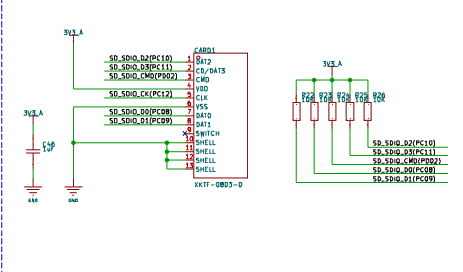 3V3_A
CARD1
SD_SDIO_D2(PC10) 1 DAT2
SD_SDIO_D3(PC11) 2 CD/DAT3
SD_SDIO_CMD(PD02) 3 CMD
4 VDD
SD_SDIO_CK(PC12) 5 CLK
6 VSS
SD_SDIO_D0(PC08) 7 DAT0
SD_SDIO_D1(PC09) 8 DAT1
9 SWITCH
10 SHELL
11 SHELL
12 SHELL
13 SHELL
XKTF-08D3-D
3V3_A
C46
1uF
GND
GND
3V3_A
R22 R23 R24 R25 R26
10K 10K 10K 10K 10K
SD_SDIO_D2(PC10)
SD_SDIO_D3(PC11)
SD_SDIO_CMD(PD02)
SD_SDIO_D0(PC08)
SD_SDIO_D1(PC09)